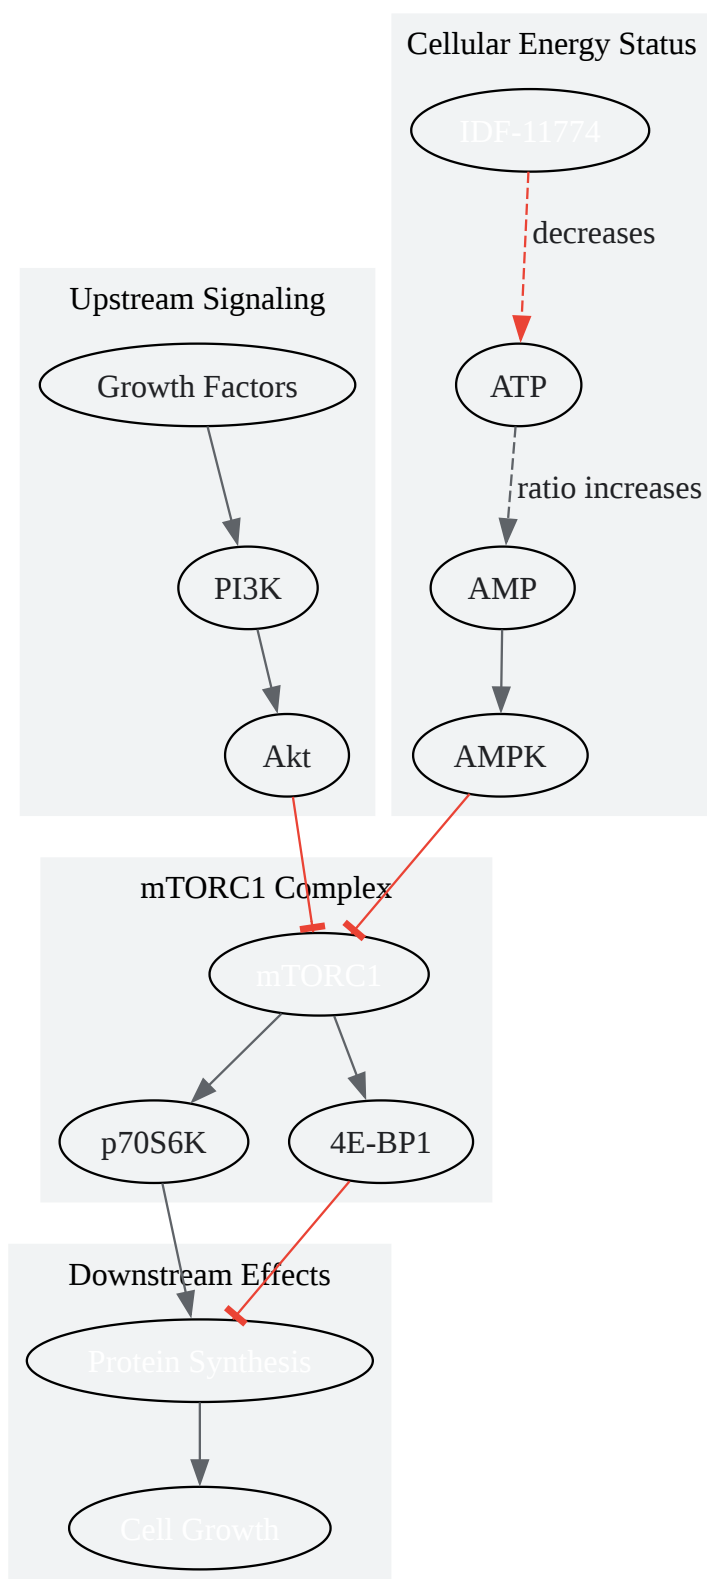 Cellular Energy Status
IDF-11774
decreases
Upstream Signaling
Growth Factors
ATP
ratio increases
PI3K
AMP
Akt
AMPK
mTORC1 Complex
mTORC1
p70S6K
4E-BP1
Downstream Effects
Protein Synthesis
Cell Growth